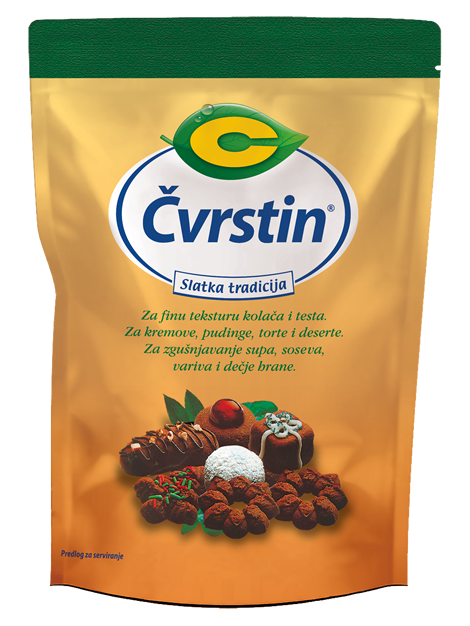 C
Čvrstin®
Slatka tradicija
Za finu teksturu kolača i testa.
Za kremove, pudinge, torte i deserte.
Za zgušnjavanje supa, soseva,
variva i dečje hrane.
Predlog za serviranje